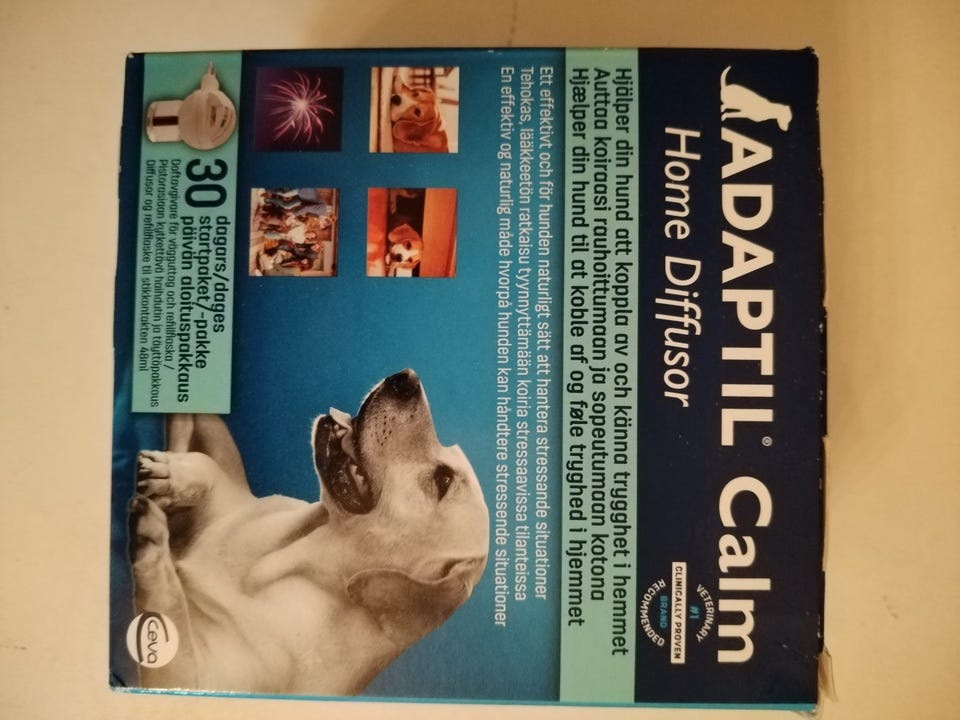 ADAPTIL® Calm
Home Diffusor
VETERINARY
#1
CLINICALLY PROVEN
BRAND
RECOMMENDED
Hjälper din hund att koppla av och känna trygghet i hemmet
Auttaa koiraasi rauhoittumaan ja sopeutumaan kotona
Hjælper din hund til at koble af og føle tryghed i hjemmet
Ett effektivt och för hunden naturligt sätt att hantera stressande situationer
Tehokas, lääkkeetön ratkaisu tyynnyttämään koiria stressaavissa tilanteissa
En effektiv og naturlig måde hvorpå hunden kan håndtere stressende situationer
30
dagars/dages
startpaket/-pakke
päivän aloituspakkaus
Doftavgivare för vägguttag och refillflaska /
Pistorasiaan kytkettävä haihdutin ja täyttöpakkaus
Diffusor og refillflaske til stikkontakten 48ml
Ceva